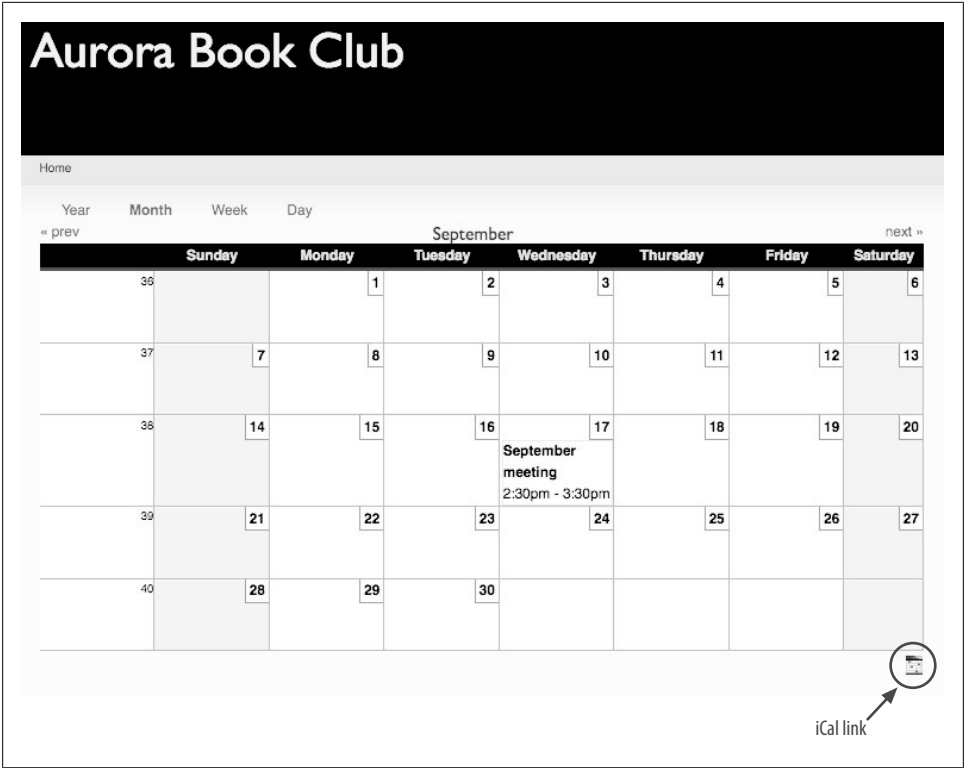 Aurora Book Club
Home
Year Month Week Day
« prev September next »
Sunday Monday Tuesday Wednesday Thursday Friday Saturday
36 1 2 3 4 5 6
37 7 8 9 10 11 12 13
38 14 15 16 17 18 19 20
September
meeting
2:30pm - 3:30pm
39 21 22 23 24 25 26 27
40 28 29 30
iCal link